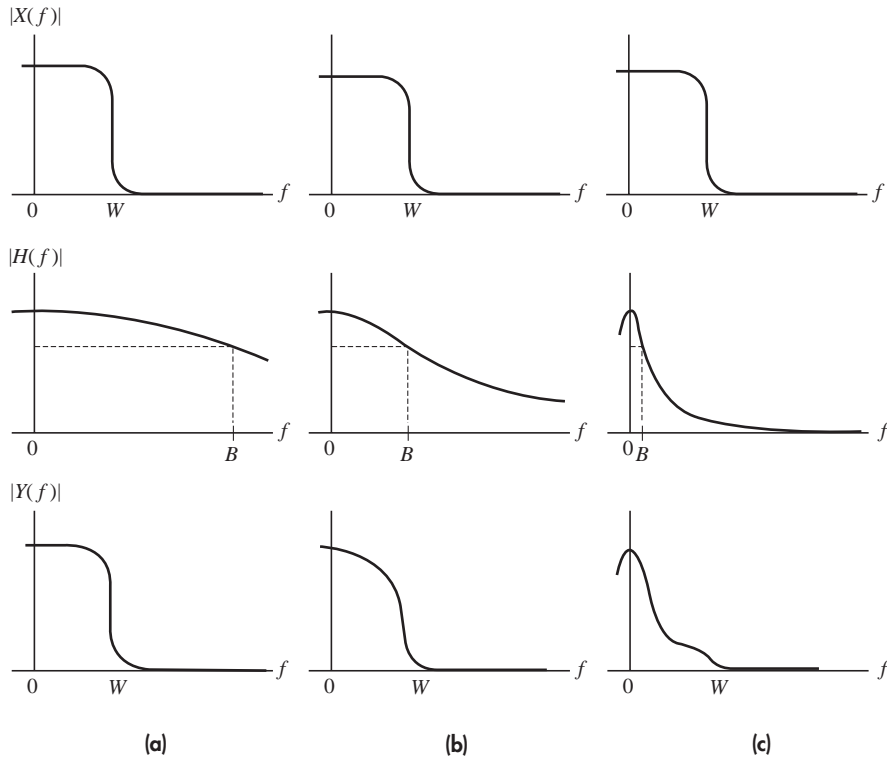 |X(f)|
f f f
0 W 0 W 0 W
|H(f)|
f f f
0 B 0 B 0 B
|Y(f)|
f f f
0 W 0 W 0 W
(a) (b) (c)